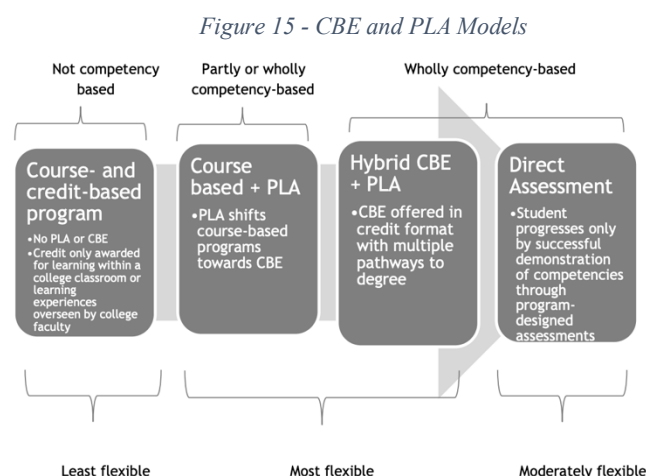 Figure 15 - CBE and PLA Models
Not competency
based
Partly or wholly
competency-based
Wholly competency-based
Course- and
credit-based
program
•No PLA or CBE
•Credit only awarded
for learning within a
college classroom or
learning
experiences
overseen by college
faculty
Course
based + PLA
•PLA shifts
course-based
programs
towards CBE
Hybrid CBE
+ PLA
•CBE offered in
credit format
with multiple
pathways to
degree
Direct
Assessment
•Student
progresses only
by successful
demonstration
of competencies
through
program-
designed
assessments
Least flexible
Most flexible
Moderately flexible